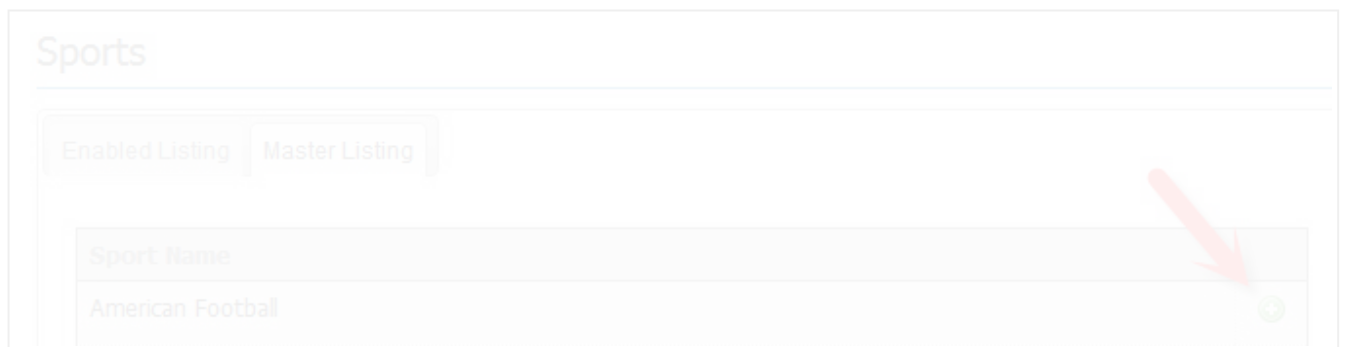 Sports
Enabled Listing Master Listing
Sport Name
American Football